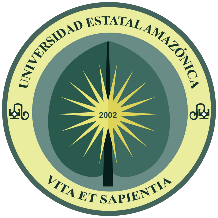 UNIVERSIDAD ESTATAL AMAZÓNICA
2002
VITA ET SAPIENTIA